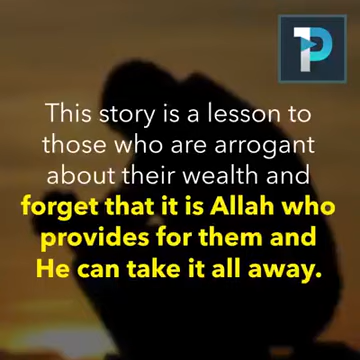 1P
This story is a lesson to
those who are arrogant
about their wealth and
forget that it is Allah who
provides for them and
He can take it all away.